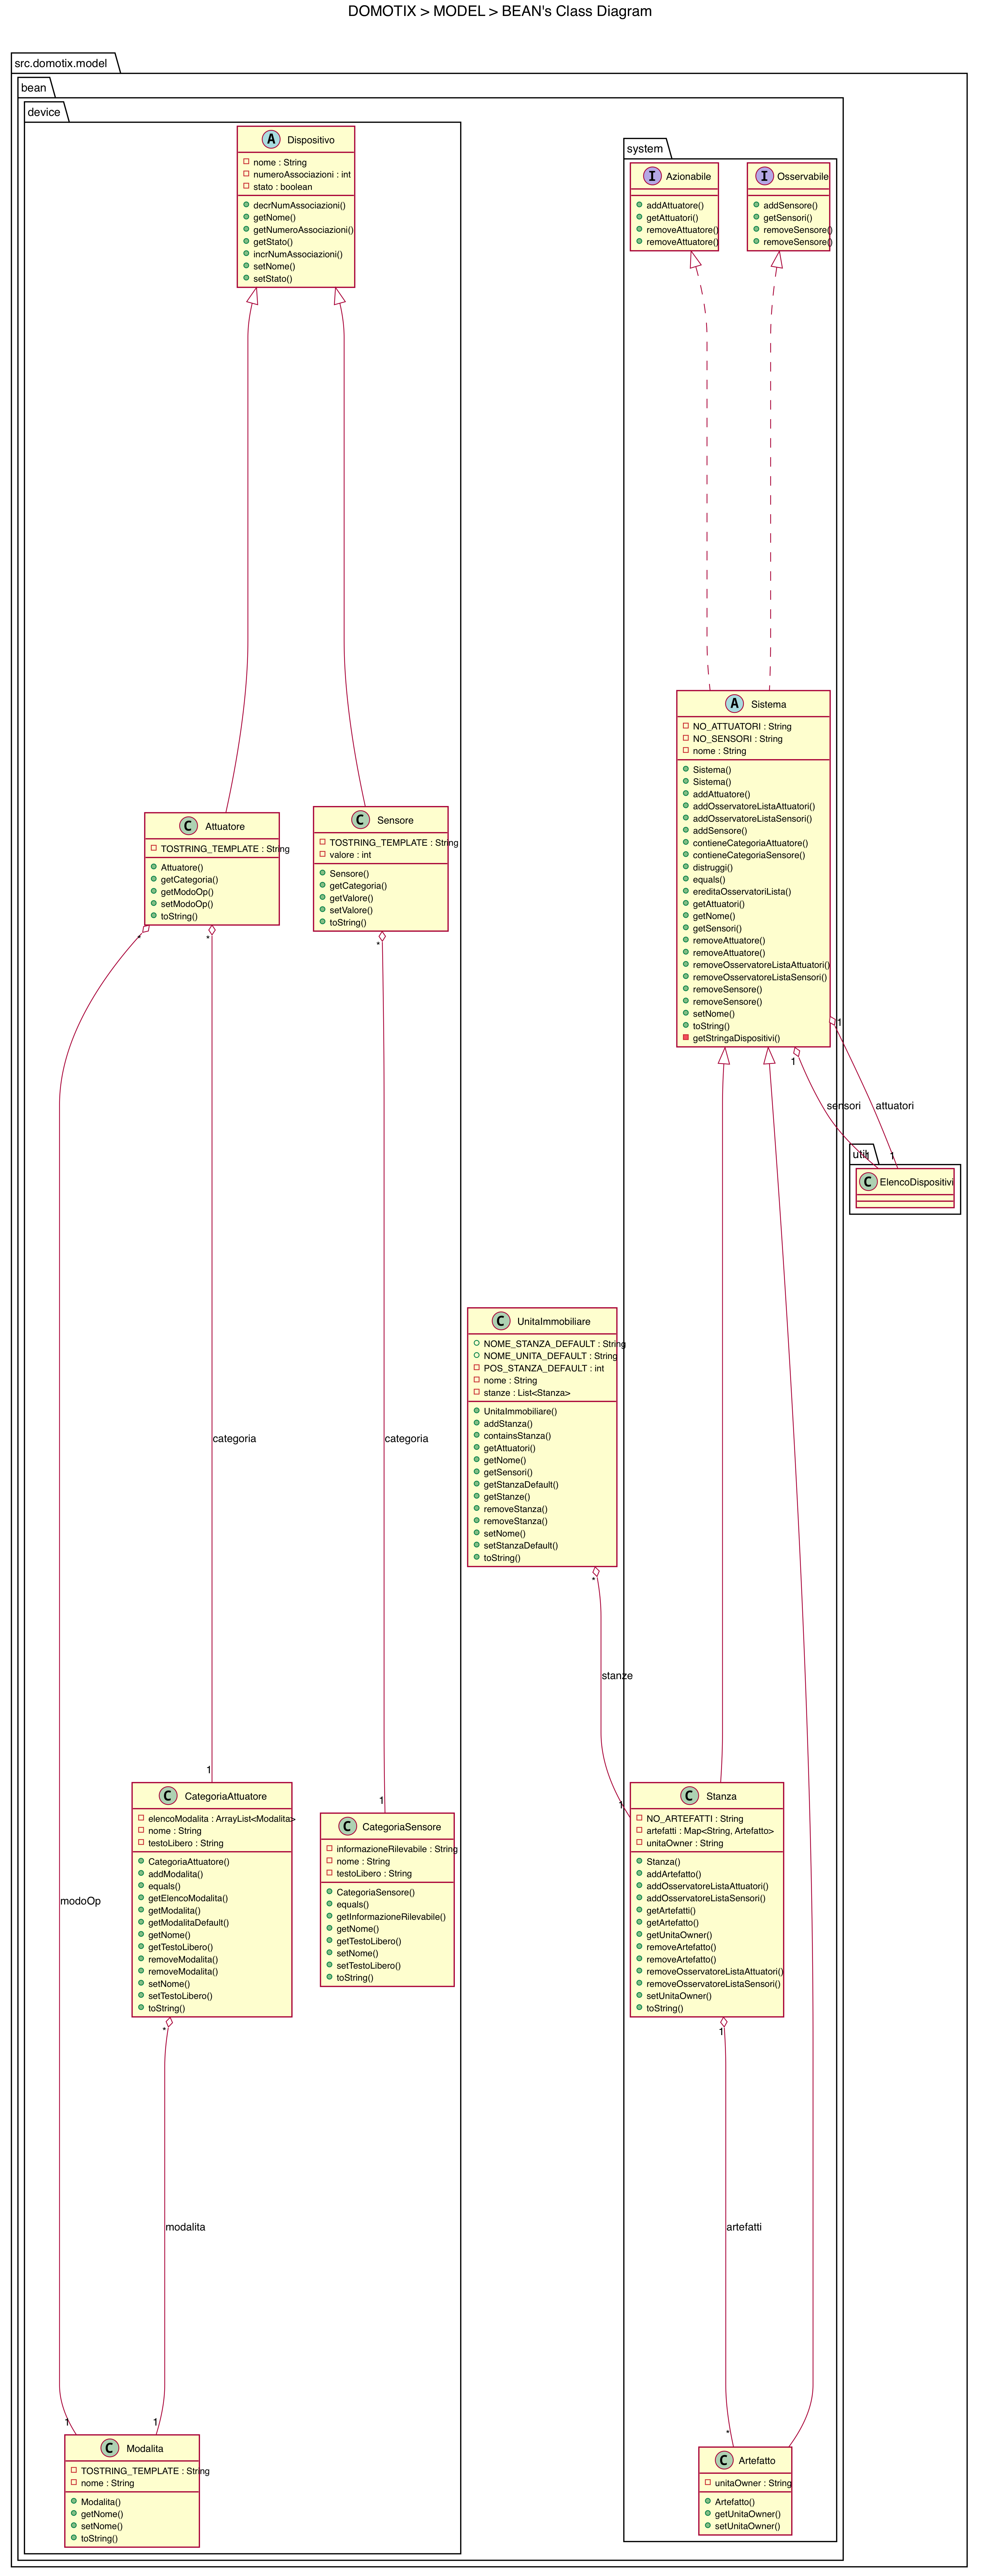 DOMOTIX > MODEL > BEAN's Class Diagram
src.domotix.model
bean
device
A Dispositivo
nome : String
numeroAssociazioni : int
stato : boolean
decrNumAssociazioni()
getNome()
getNumeroAssociazioni()
getStato()
incrNumAssociazioni()
setNome()
setStato()
system
I Azionabile
addAttuatore()
getAttuatori()
removeAttuatore()
removeAttuatore()
I Osservabile
addSensore()
getSensori()
removeSensore()
removeSensore()
A Sistema
NO_ATTUATORI : String
NO_SENSORI : String
nome : String
Sistema()
Sistema()
addAttuatore()
addOsservatoreListaAttuatori()
addOsservatoreListaSensori()
addSensore()
contieneCategoriaAttuatore()
contieneCategoriaSensore()
distruggi()
equals()
ereditaOsservatoriLista()
getAttuatori()
getNome()
getSensori()
removeAttuatore()
removeAttuatore()
removeOsservatoreListaAttuatori()
removeOsservatoreListaSensori()
removeSensore()
removeSensore()
setNome()
toString()
getStringaDispositivi()
C Attuatore
TOSTRING_TEMPLATE : String
Attuatore()
getCategoria()
getModoOp()
setModoOp()
toString()
C Sensore
TOSTRING_TEMPLATE : String
valore : int
Sensore()
getCategoria()
getValore()
setValore()
toString()
*
*
*
1
1
sensori
attuatori
1
1
util
C ElencoDispositivi
C UnitaImmobiliare
NOME_STANZA_DEFAULT : String
NOME_UNITA_DEFAULT : String
POS_STANZA_DEFAULT : int
nome : String
stanze : List<Stanza>
UnitaImmobiliare()
addStanza()
containsStanza()
getAttuatori()
getNome()
getSensori()
getStanzaDefault()
getStanze()
removeStanza()
removeStanza()
setNome()
setStanzaDefault()
toString()
categoria
categoria
*
stanze
1
1
1
C CategoriaAttuatore
elencoModalita : ArrayList<Modalita>
nome : String
testoLibero : String
CategoriaAttuatore()
addModalita()
equals()
getElencoModalita()
getModalita()
getModalitaDefault()
getNome()
getTestoLibero()
removeModalita()
removeModalita()
setNome()
setTestoLibero()
toString()
C CategoriaSensore
informazioneRilevabile : String
nome : String
testoLibero : String
CategoriaSensore()
equals()
getInformazioneRilevabile()
getNome()
getTestoLibero()
setNome()
setTestoLibero()
toString()
C Stanza
NO_ARTEFATTI : String
artefatti : Map<String, Artefatto>
unitaOwner : String
Stanza()
addArtefatto()
addOsservatoreListaAttuatori()
addOsservatoreListaSensori()
getArtefatti()
getArtefatto()
getUnitaOwner()
removeArtefatto()
removeArtefatto()
removeOsservatoreListaAttuatori()
removeOsservatoreListaSensori()
setUnitaOwner()
toString()
modoOp
*
1
modalita
artefatti
1
1
*
C Modalita
TOSTRING_TEMPLATE : String
nome : String
Modalita()
getNome()
setNome()
toString()
C Artefatto
unitaOwner : String
Artefatto()
getUnitaOwner()
setUnitaOwner()